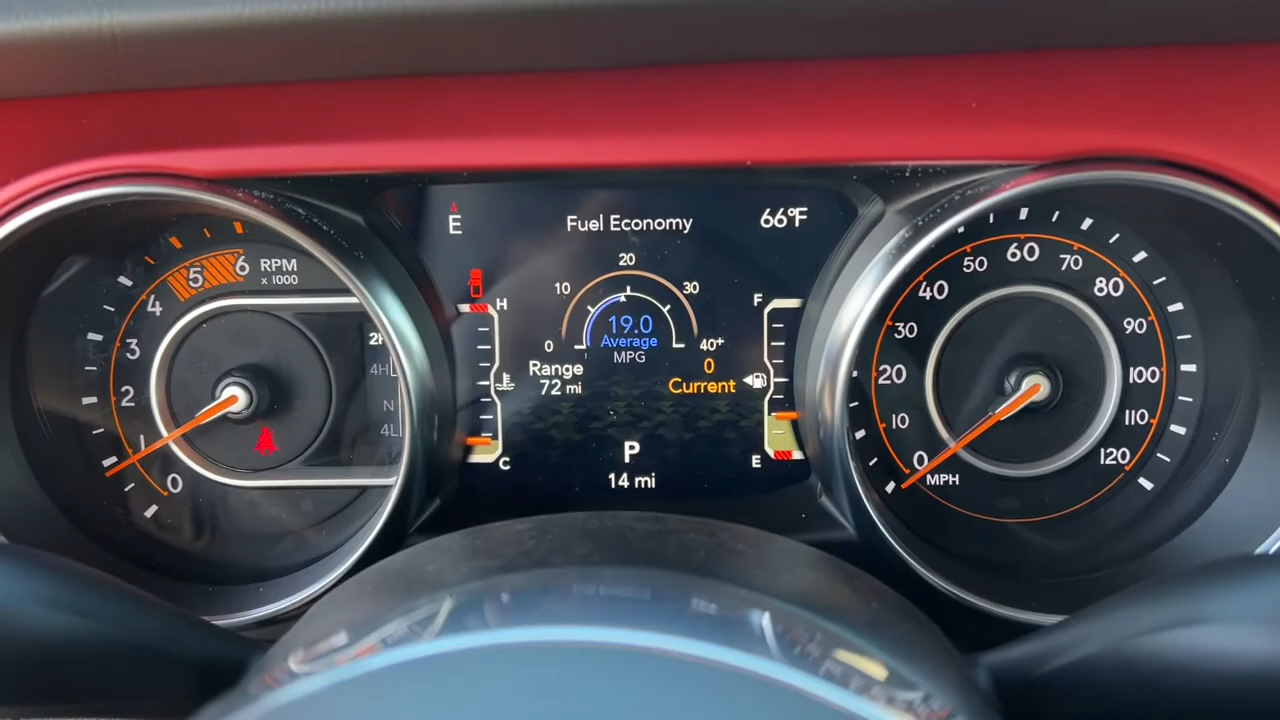 E
Fuel Economy
66°F
5
6
RPM
x 1000
4
3
2
1
0
2H
4H
N
4L
H
C
20
10
30
0
40+
19.0
Average
MPG
Range
72 mi
0
Current
F
E
P
14 mi
0
10
20
30
40
50
60
70
80
90
100
110
120
MPH